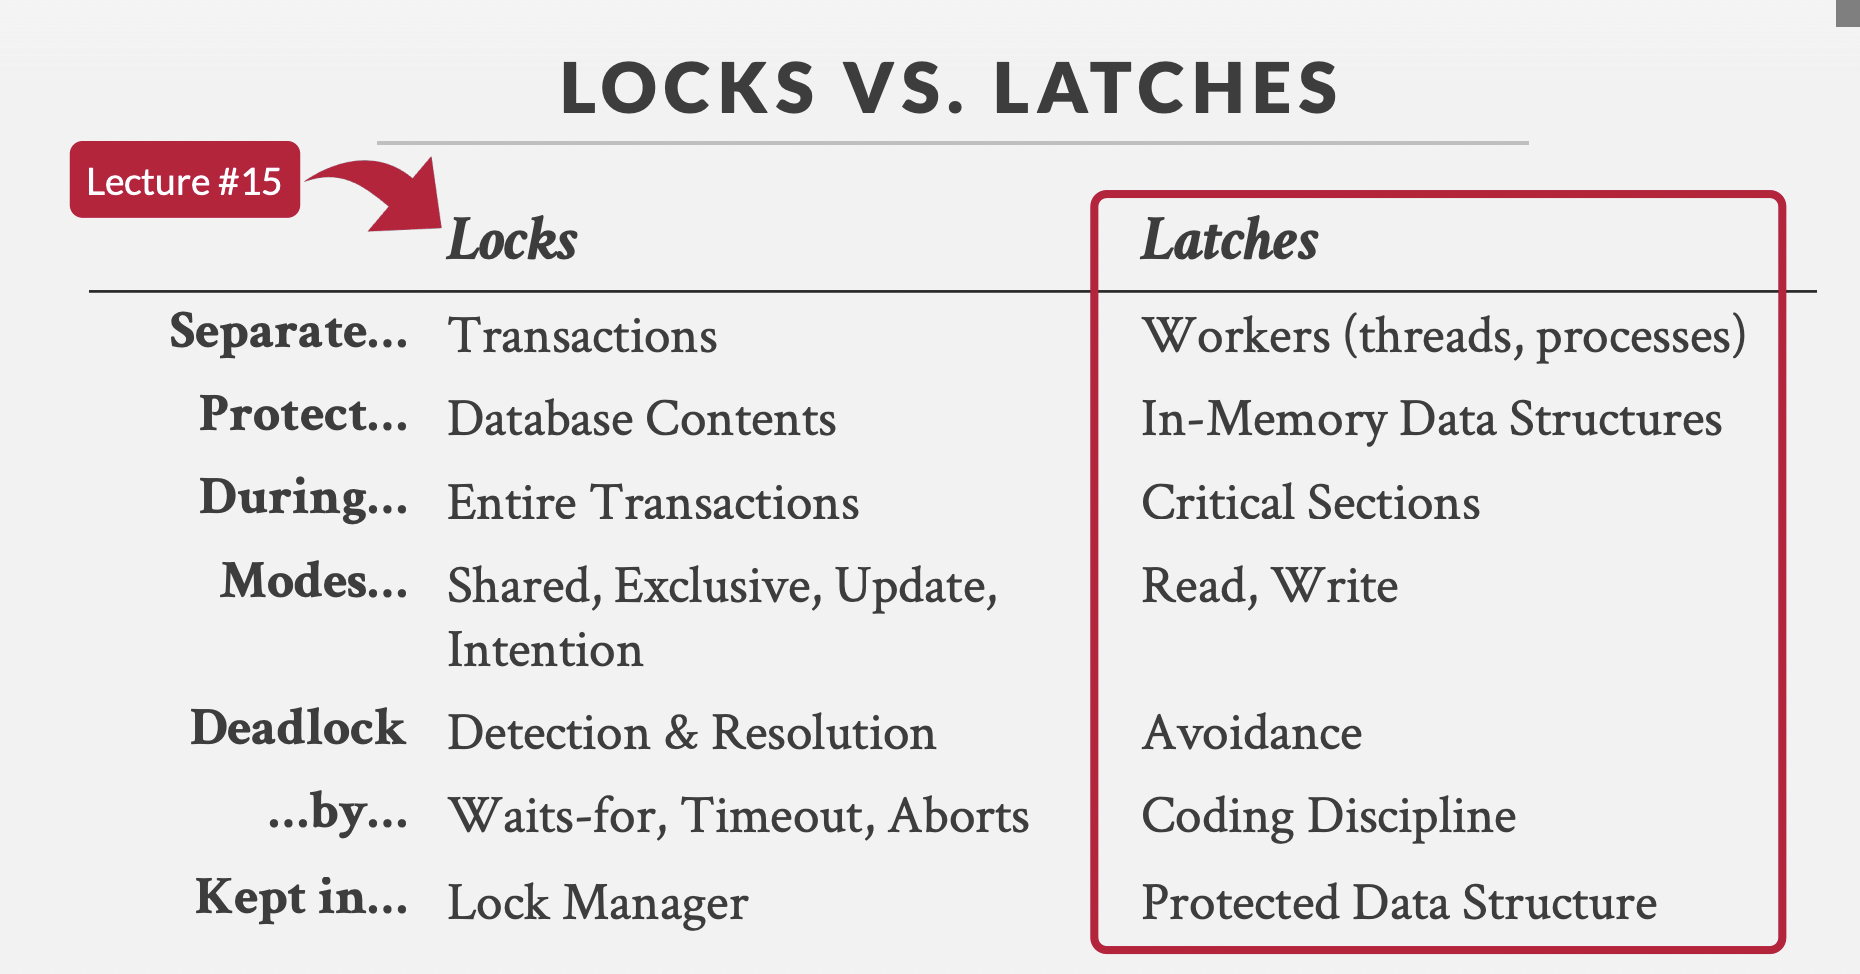 LOCKS VS. LATCHES
Lecture #15
Locks Latches
Separate... Transactions Workers (threads, processes)
Protect... Database Contents In-Memory Data Structures
During... Entire Transactions Critical Sections
Modes... Shared, Exclusive, Update, Read, Write
Intention
Deadlock Detection & Resolution Avoidance
...by... Waits-for, Timeout, Aborts Coding Discipline
Kept in... Lock Manager Protected Data Structure